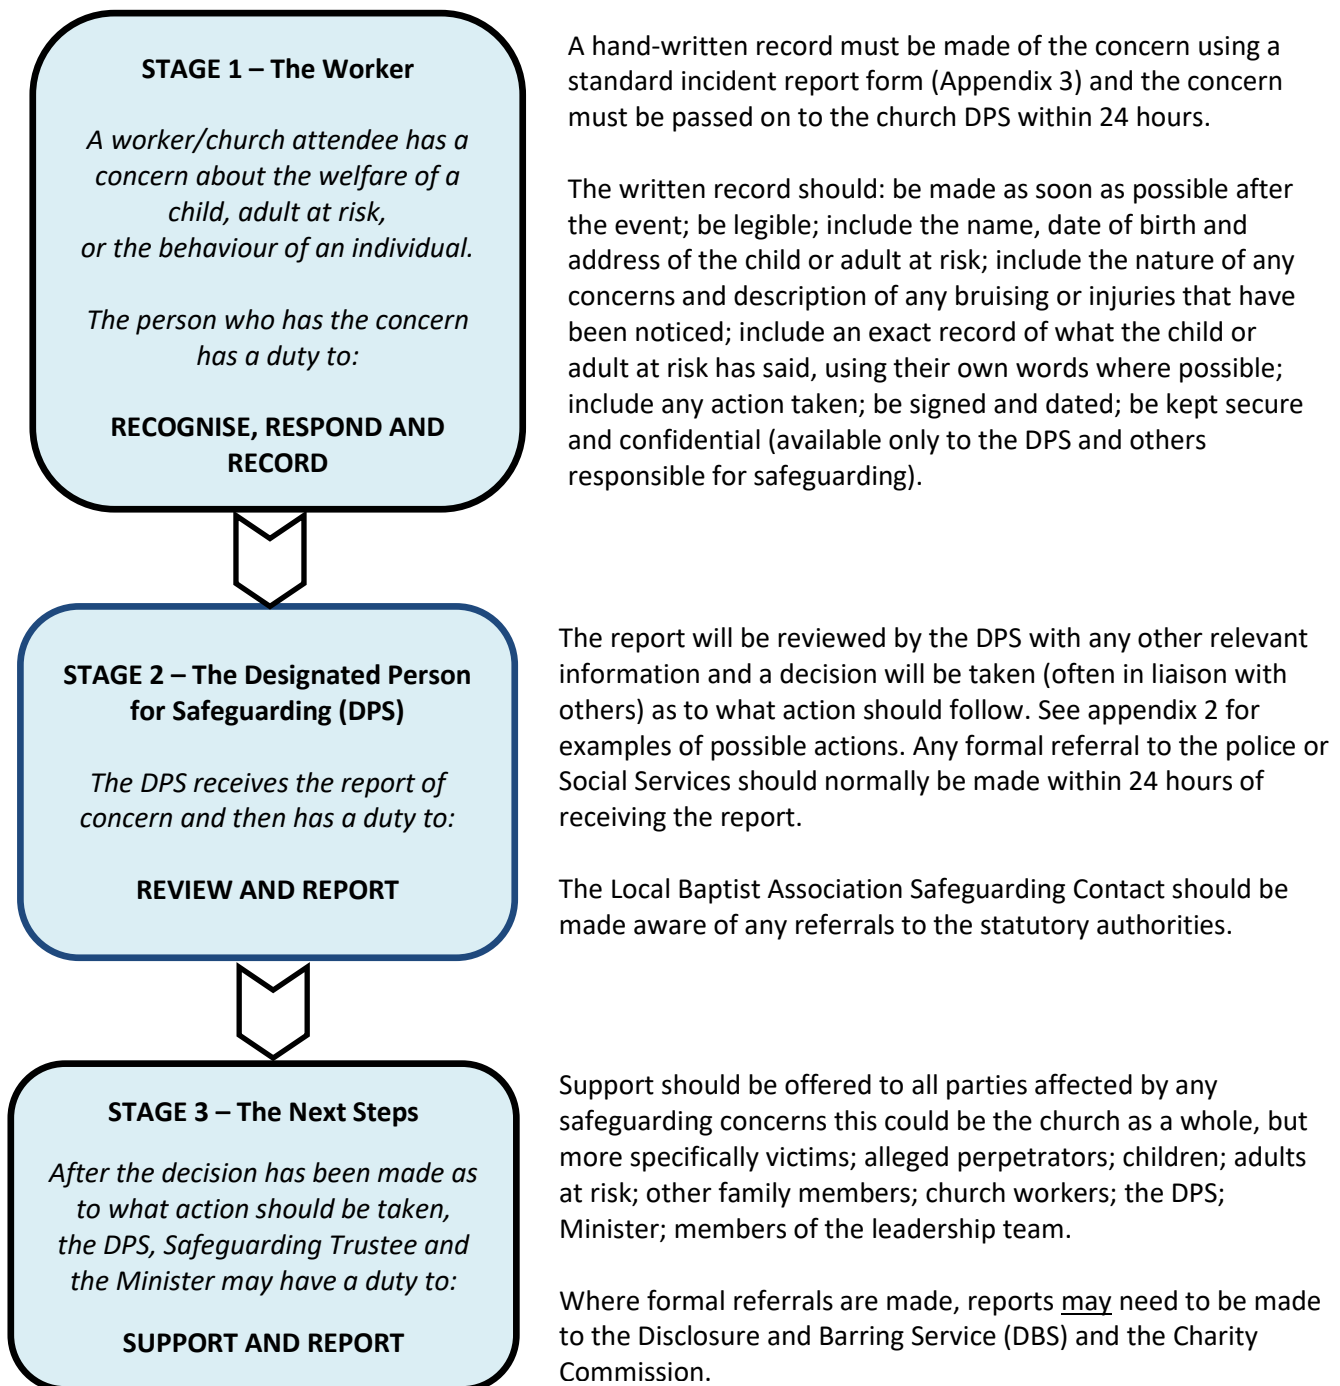 STAGE 1 – The Worker
A worker/church attendee has a
concern about the welfare of a
child, adult at risk,
or the behaviour of an individual.
The person who has the concern
has a duty to:
RECOGNISE, RESPOND AND
RECORD
A hand-written record must be made of the concern using a
standard incident report form (Appendix 3) and the concern
must be passed on to the church DPS within 24 hours.
The written record should: be made as soon as possible after
the event; be legible; include the name, date of birth and
address of the child or adult at risk; include the nature of any
concerns and description of any bruising or injuries that have
been noticed; include an exact record of what the child or
adult at risk has said, using their own words where possible;
include any action taken; be signed and dated; be kept secure
and confidential (available only to the DPS and others
responsible for safeguarding).
STAGE 2 – The Designated Person
for Safeguarding (DPS)
The DPS receives the report of
concern and then has a duty to:
REVIEW AND REPORT
The report will be reviewed by the DPS with any other relevant
information and a decision will be taken (often in liaison with
others) as to what action should follow. See appendix 2 for
examples of possible actions. Any formal referral to the police or
Social Services should normally be made within 24 hours of
receiving the report.
The Local Baptist Association Safeguarding Contact should be
made aware of any referrals to the statutory authorities.
STAGE 3 – The Next Steps
After the decision has been made as
to what action should be taken,
the DPS, Safeguarding Trustee and
the Minister may have a duty to:
SUPPORT AND REPORT
Support should be offered to all parties affected by any
safeguarding concerns this could be the church as a whole, but
more specifically victims; alleged perpetrators; children; adults
at risk; other family members; church workers; the DPS;
Minister; members of the leadership team.
Where formal referrals are made, reports may need to be made
to the Disclosure and Barring Service (DBS) and the Charity
Commission.